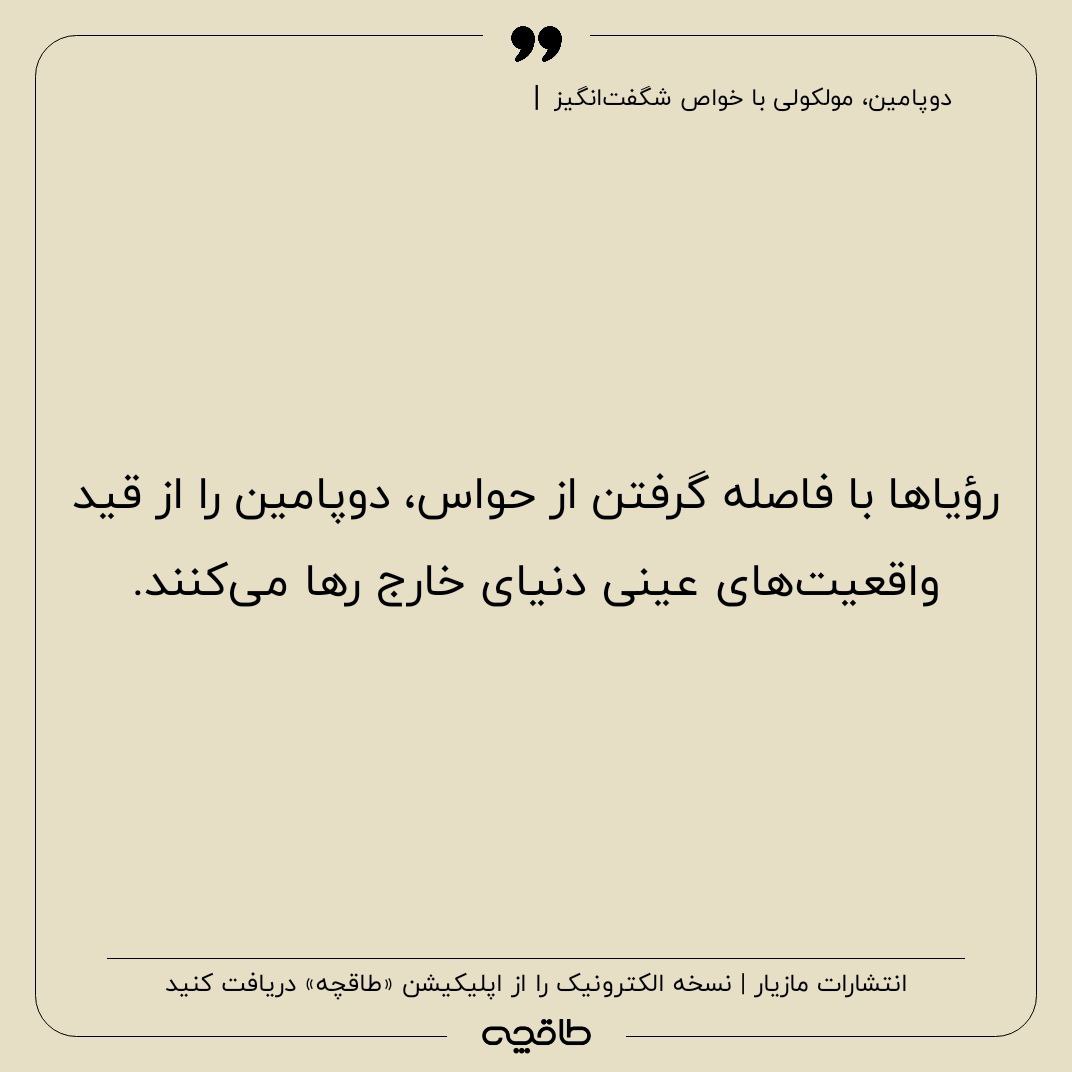 دوپامین، مولکولی با خواص شگفت‌انگیز |
رؤیاها با فاصله گرفتن از حواس، دوپامین را از قید
واقعیت‌های عینی دنیای خارج رها می‌کنند.
انتشارات مازیار | نسخه الکترونیک را از اپلیکیشن «طاقچه» دریافت کنید
طاقچه